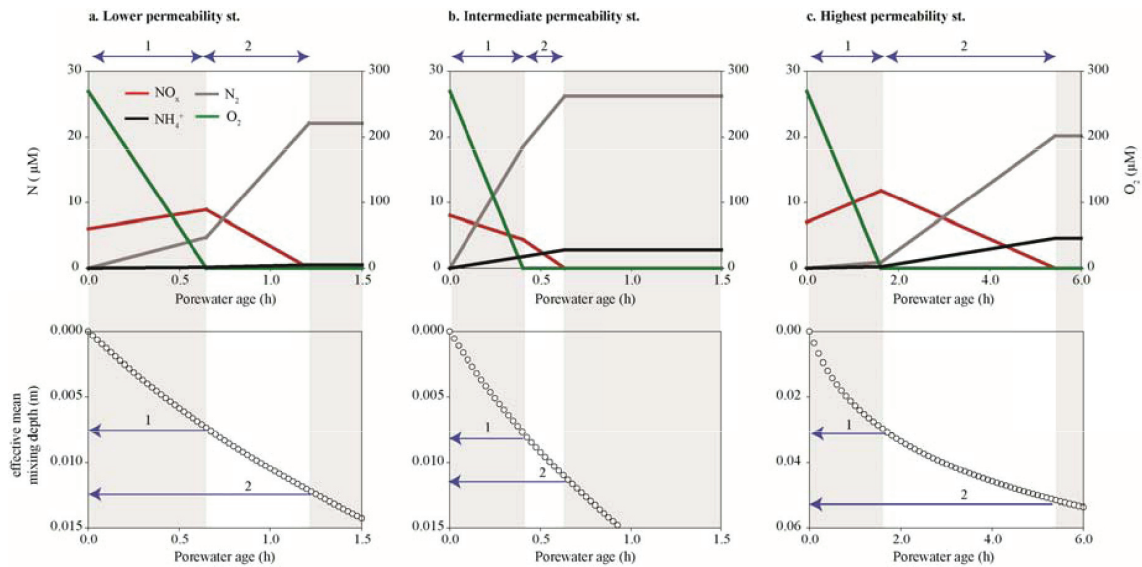 a. Lower permeability st.
b. Intermediate permeability st.
c. Highest permeability st.
1 2
1 2
1 2
30 300
30 300
30 300
NOx N2
NH4+ O2
20 200
20 200
20 200
N ( µM)
O2 (µM)
10 100
10 100
10 100
0 0
0 0
0 0
0.0 0.5 1.0 1.5
0.0 0.5 1.0 1.5
0.0 2.0 4.0 6.0
Porewater age (h)
Porewater age (h)
Porewater age (h)
0.000
0.005
0.010
0.015
effective mean
mixing depth (m)
1
2
0.0 0.5 1.0 1.5
Porewater age (h)
0.000
0.005
0.010
0.015
1
2
0.0 0.5 1.0 1.5
Porewater age (h)
0.00
0.02
0.04
0.06
1
2
0.0 2.0 4.0 6.0
Porewater age (h)